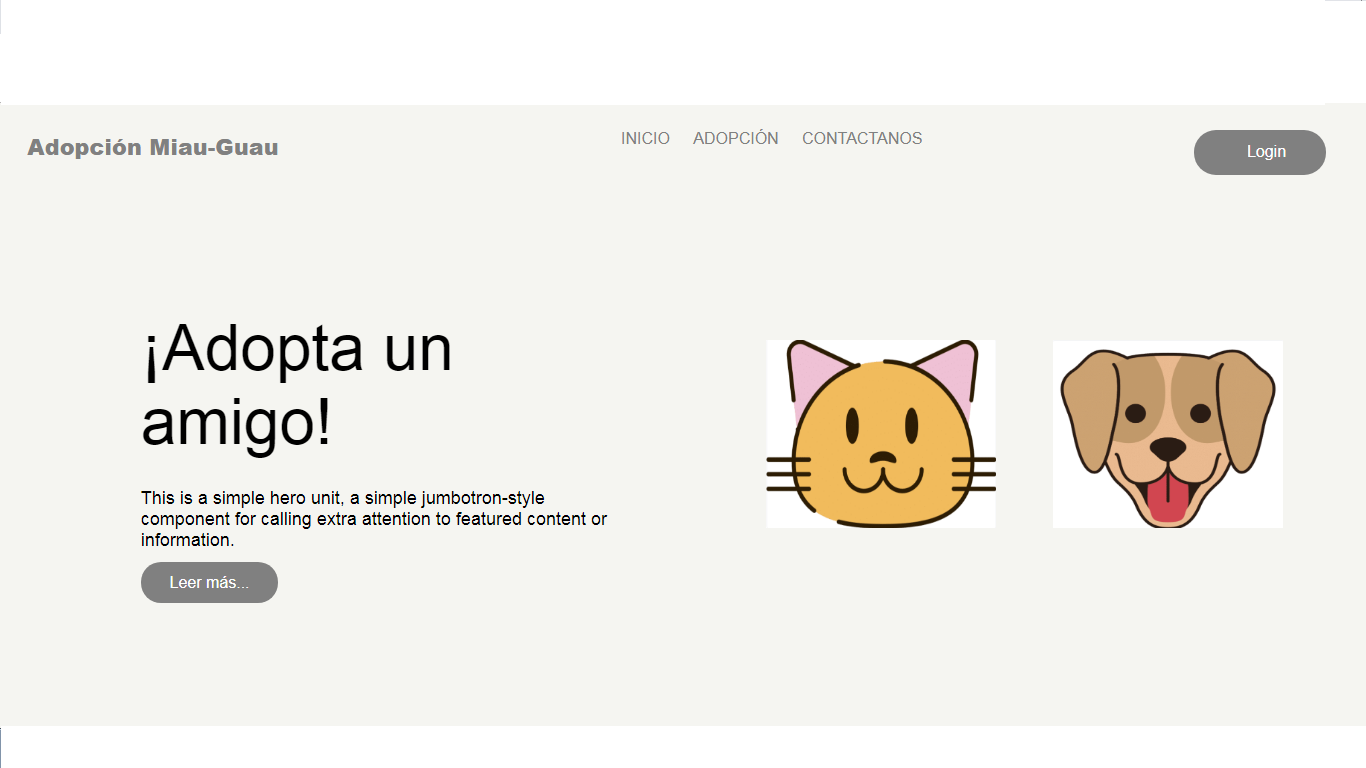 Adopción Miau-Guau
INICIO ADOPCIÓN CONTACTANOS
Login
¡Adopta un
amigo!
This is a simple hero unit, a simple jumbotron-style
component for calling extra attention to featured content or
information.
Leer más...